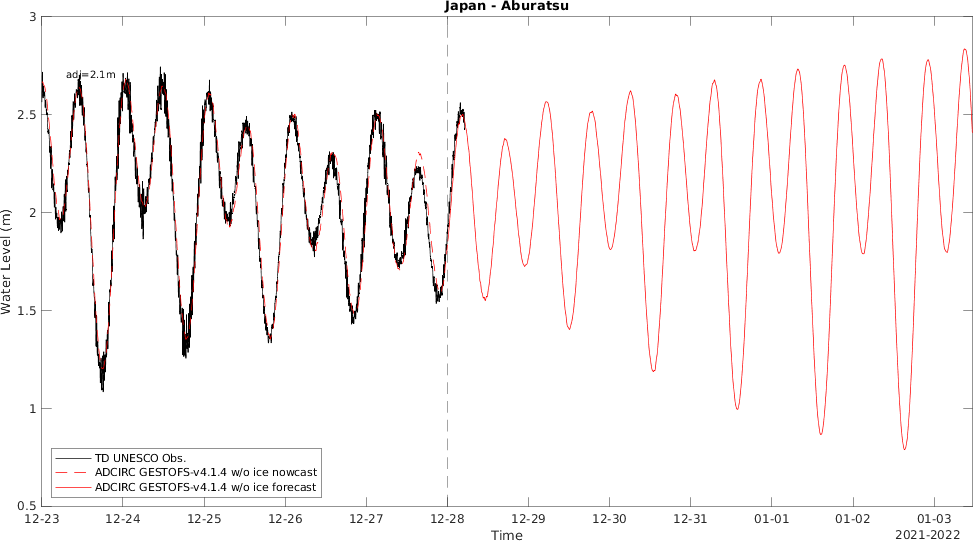 Japan - Aburatsu
3
2.5
2
1.5
1
0.5
Water Level (m)
adj=2.1m
TD UNESCO Obs.
ADCIRC GESTOFS-v4.1.4 w/o ice nowcast
ADCIRC GESTOFS-v4.1.4 w/o ice forecast
12-23 12-24 12-25 12-26 12-27 12-28 12-29 12-30 12-31 01-01 01-02 01-03
Time
2021-2022